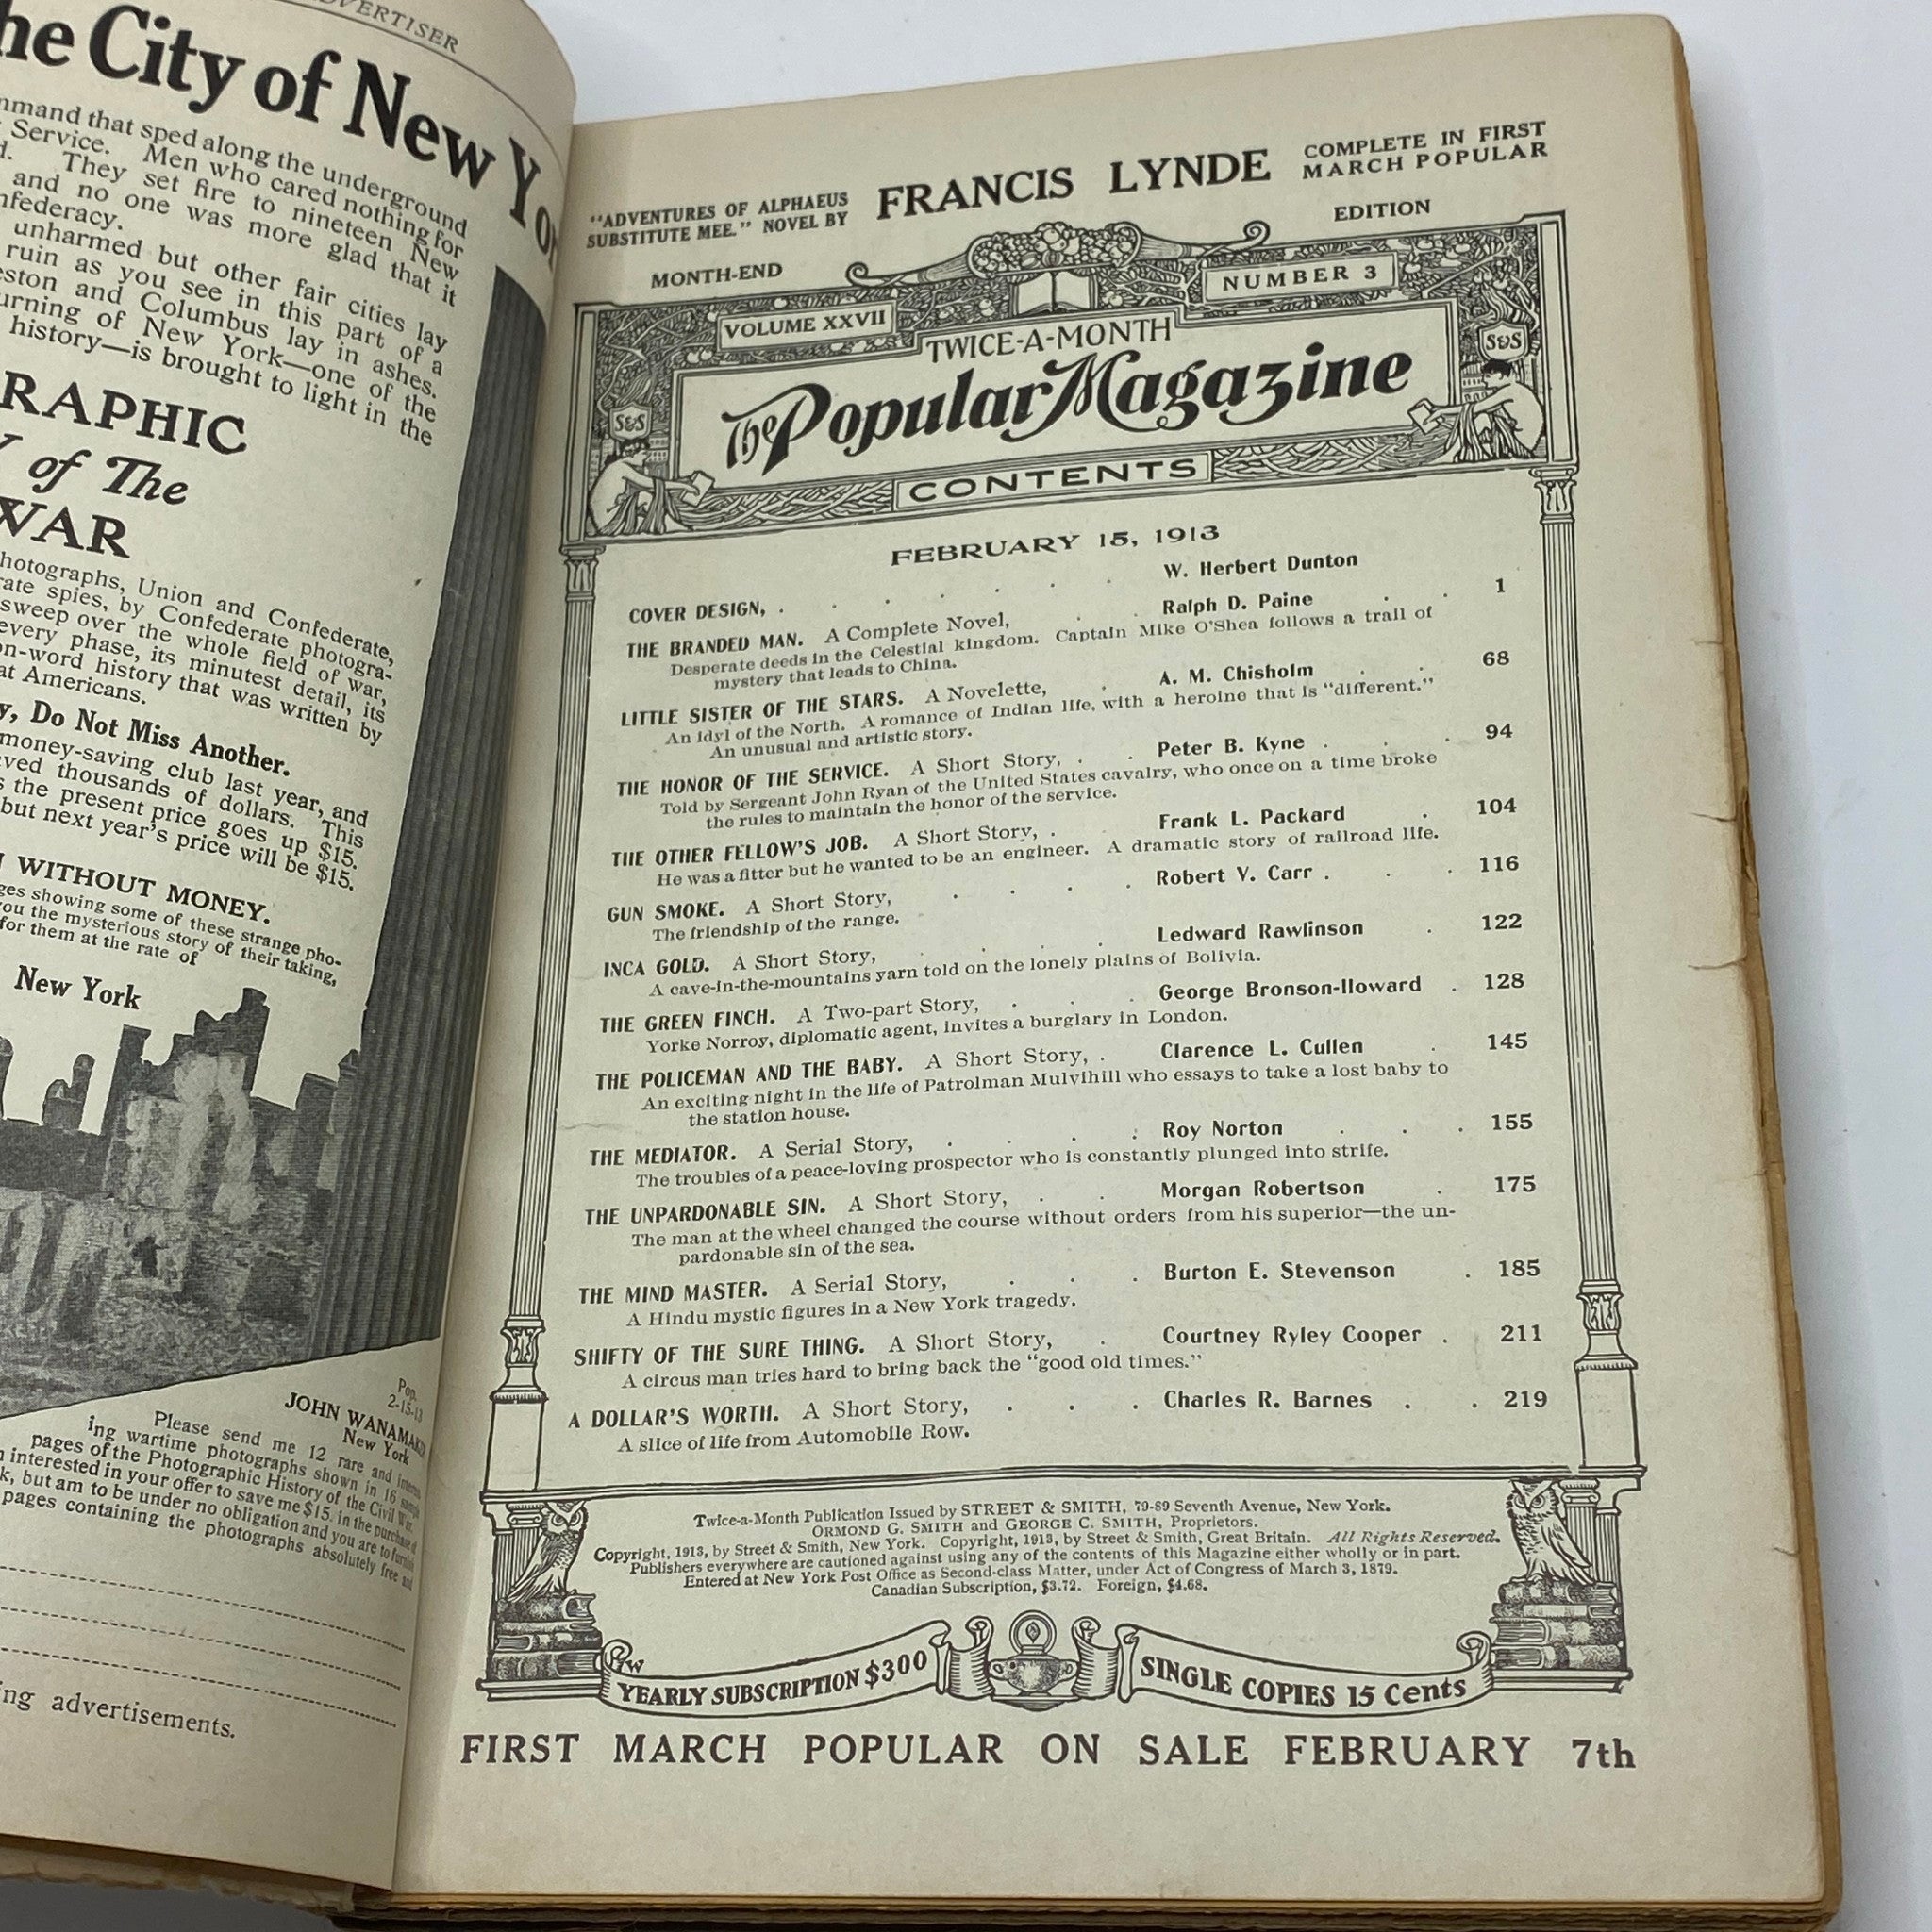 ADVERTISER
he City of New Yor
mmand that sped along the underground
Service. Men who cared nothing for
d. They set fire to nineteen New
and no one was more glad that it
nfederacy.
unharmed but other fair cities lay
ruin as you see in this part of a
eston and Columbus lay in ashes.
urning of New York—one of the
history—is brought to light in the
RAPHIC
Y of The
WAR
hotographs, Union and Confederate,
rate spies, by Confederate photogra-
sweep over the whole field of war,
every phase, its minutest detail, its
on-word history that was written by
at Americans.
y, Do Not Miss Another.
money-saving club last year, and
aved thousands of dollars. This
s the present price goes up $15.
but next year's price will be $15.
N WITHOUT MONEY.
ges showing some of these strange pho-
you the mysterious story of their taking,
for them at the rate of
New York
Pop.
2-15-13
JOHN WANAMAKER
New York
Please send me 12 rare and interest-
ing wartime photographs shown in 16 sample
pages of the Photographic History of the Civil War.
n interested in your offer to save me $15. in the purchase of
k, but am to be under no obligation and you are to furnish
pages containing the photographs absolutely free and
ing advertisements.
"ADVENTURES OF ALPHAEUS
SUBSTITUTE MEE." NOVEL BY
FRANCIS LYNDE
COMPLETE IN FIRST
MARCH POPULAR
MONTH-END
EDITION
VOLUME XXVII
NUMBER 3
TWICE-A-MONTH
S&S
S&S
The Popular Magazine
CONTENTS
FEBRUARY 15, 1913
COVER DESIGN, . . . . . . . W. Herbert Dunton
THE BRANDED MAN. A Complete Novel, . . Ralph D. Paine . . 1
Desperate deeds in the Celestial kingdom. Captain Mike O'Shea follows a trail of
mystery that leads to China.
LITTLE SISTER OF THE STARS. A Novelette, . A. M. Chisholm . . 68
An idyl of the North. A romance of Indian life, with a heroine that is "different."
An unusual and artistic story.
THE HONOR OF THE SERVICE. A Short Story, . . Peter B. Kyne . . . 94
Told by Sergeant John Ryan of the United States cavalry, who once on a time broke
the rules to maintain the honor of the service.
THE OTHER FELLOW'S JOB. A Short Story, . Frank L. Packard . 104
He was a fitter but he wanted to be an engineer. A dramatic story of railroad life.
GUN SMOKE. A Short Story, . . . . Robert V. Carr . . . 116
The friendship of the range.
INCA GOLD. A Short Story, . . . Ledward Rawlinson . 122
A cave-in-the-mountains yarn told on the lonely plains of Bolivia.
THE GREEN FINCH. A Two-part Story, . . . George Bronson-Howard . 128
Yorke Norroy, diplomatic agent, invites a burglary in London.
THE POLICEMAN AND THE BABY. A Short Story, . Clarence L. Cullen . 145
An exciting night in the life of Patrolman Mulvihill who essays to take a lost baby to
the station house.
THE MEDIATOR. A Serial Story, . . . . Roy Norton . . . 155
The troubles of a peace-loving prospector who is constantly plunged into strife.
THE UNPARDONABLE SIN. A Short Story, . . Morgan Robertson . 175
The man at the wheel changed the course without orders from his superior—the un-
pardonable sin of the sea.
THE MIND MASTER. A Serial Story, . . . Burton E. Stevenson . 185
A Hindu mystic figures in a New York tragedy.
SHIFTY OF THE SURE THING. A Short Story, . Courtney Ryley Cooper . 211
A circus man tries hard to bring back the "good old times."
A DOLLAR'S WORTH. A Short Story, . . . Charles R. Barnes . . 219
A slice of life from Automobile Row.
Twice-a-Month Publication Issued by STREET & SMITH, 79-89 Seventh Avenue, New York.
ORMOND G. SMITH and GEORGE C. SMITH, Proprietors.
Copyright, 1913, by Street & Smith, New York. Copyright, 1913, by Street & Smith, Great Britain. All Rights Reserved.
Publishers everywhere are cautioned against using any of the contents of this Magazine either wholly or in part.
Entered at New York Post Office as Second-class Matter, under Act of Congress of March 3, 1879.
Canadian Subscription, $3.72. Foreign, $4.68.
YEARLY SUBSCRIPTION $300
SINGLE COPIES 15 Cents
FIRST MARCH POPULAR ON SALE FEBRUARY 7th